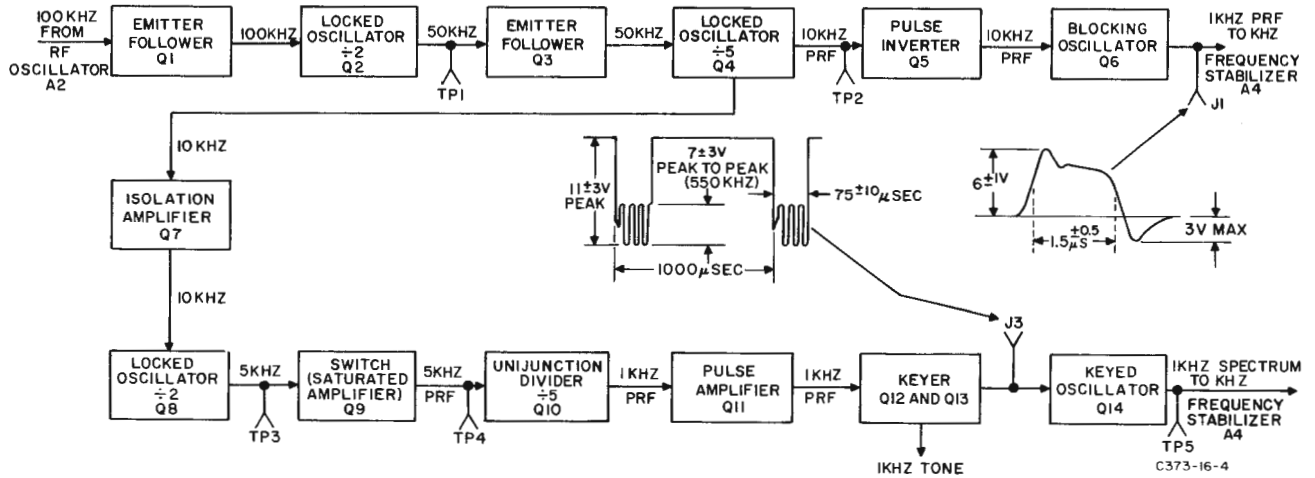 100 KHZ
FROM
RF
OSCILLATOR
A2
EMITTER
FOLLOWER
Q1
100KHZ
LOCKED
OSCILLATOR
÷2
Q2
50KHZ
TP1
EMITTER
FOLLOWER
Q3
50KHZ
LOCKED
OSCILLATOR
÷5
Q4
10KHZ
PRF
TP2
PULSE
INVERTER
Q5
10KHZ
PRF
BLOCKING
OSCILLATOR
Q6
1KHZ PRF
TO KHZ
FREQUENCY
STABILIZER
A4
J1
10 KHZ
ISOLATION
AMPLIFIER
Q7
10KHZ
11±3V
PEAK
7±3V
PEAK TO PEAK
(550 KHZ)
75±10µSEC
1000µSEC
6±1V
1.5±0.5µS
3V MAX
LOCKED
OSCILLATOR
÷2
Q8
5KHZ
TP3
SWITCH
(SATURATED
AMPLIFIER)
Q9
5KHZ
PRF
TP4
UNIJUNCTION
DIVIDER
÷5
Q10
1KHZ
PRF
PULSE
AMPLIFIER
Q11
1KHZ
PRF
KEYER
Q12 AND Q13
1KHZ TONE
J3
KEYED
OSCILLATOR
Q14
1KHZ SPECTRUM
TO KHZ
FREQUENCY
STABILIZER
A4
TP5
C373-16-4